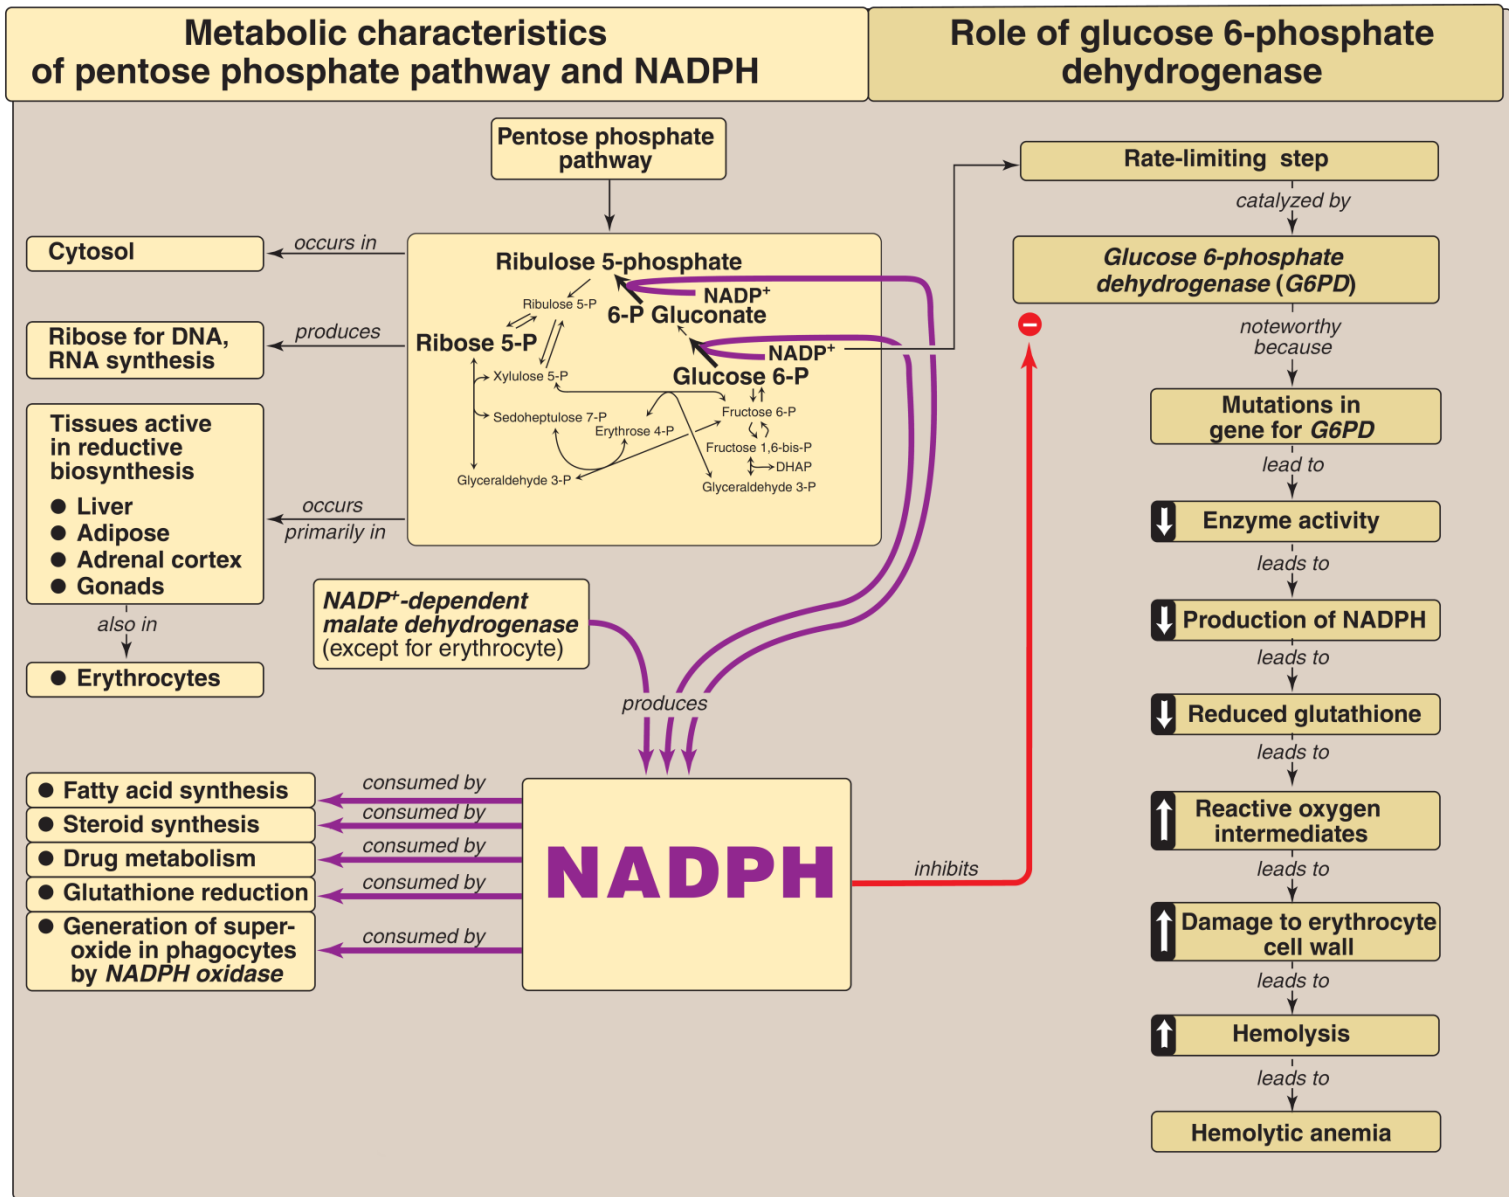 Metabolic characteristics
of pentose phosphate pathway and NADPH
Role of glucose 6-phosphate
dehydrogenase
Pentose phosphate
pathway
Cytosol
occurs in
Ribose for DNA,
RNA synthesis
produces
Tissues active
in reductive
biosynthesis
● Liver
● Adipose
● Adrenal cortex
● Gonads
occurs
primarily in
also in
● Erythrocytes
Ribulose 5-phosphate
NADP⁺
Ribulose 5-P
6-P Gluconate
Ribose 5-P
NADP⁺
Xylulose 5-P
Glucose 6-P
Sedoheptulose 7-P
Fructose 6-P
Erythrose 4-P
Fructose 1,6-bis-P
DHAP
Glyceraldehyde 3-P
Glyceraldehyde 3-P
NADP⁺-dependent
malate dehydrogenase
(except for erythrocyte)
produces
● Fatty acid synthesis
consumed by
● Steroid synthesis
consumed by
● Drug metabolism
consumed by
● Glutathione reduction
consumed by
● Generation of super-
oxide in phagocytes
by NADPH oxidase
consumed by
NADPH
inhibits
Rate-limiting step
catalyzed by
Glucose 6-phosphate
dehydrogenase (G6PD)
noteworthy
because
Mutations in
gene for G6PD
lead to
Enzyme activity
leads to
Production of NADPH
leads to
Reduced glutathione
leads to
Reactive oxygen
intermediates
leads to
Damage to erythrocyte
cell wall
leads to
Hemolysis
leads to
Hemolytic anemia